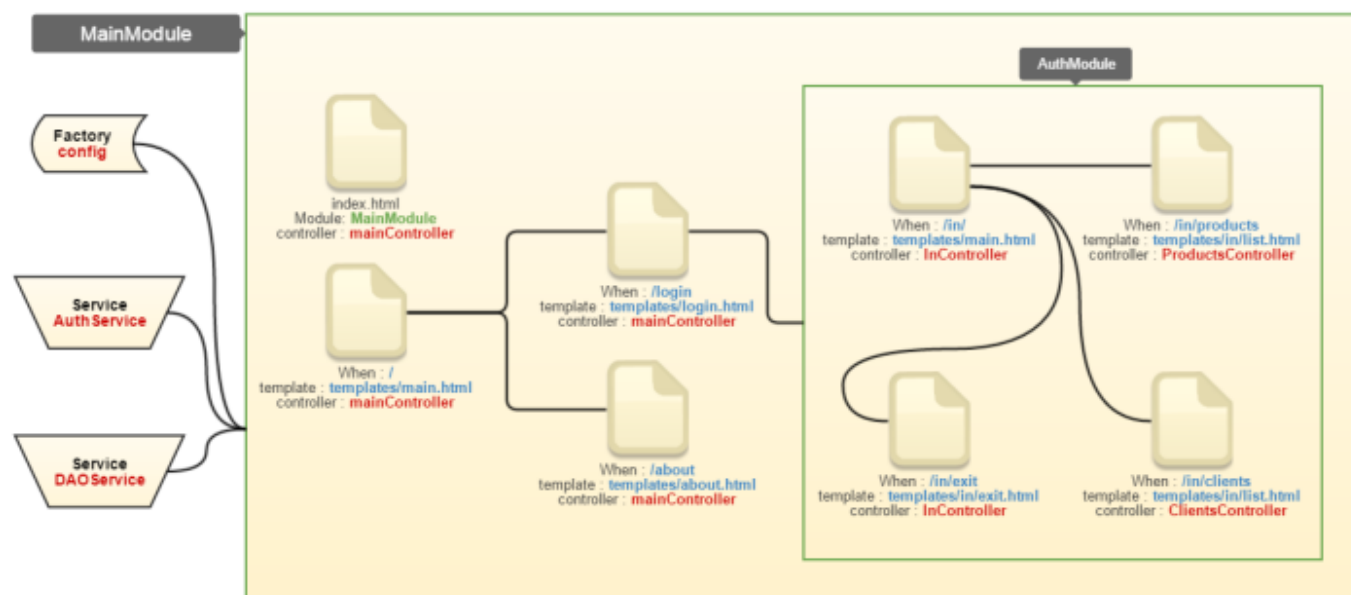 MainModule
AuthModule
Factory
config
index.html
Module: MainModule
controller : mainController
When : /in/
template : templates/main.html
controller : InController
When : /in/products
template : templates/in/list.html
controller : ProductsController
Service
AuthService
When : /login
template : templates/login.html
controller : mainController
When : /
template : templates/main.html
controller : mainController
Service
DAOService
When : /about
template : templates/about.html
controller : mainController
When : /in/exit
template : templates/in/exit.html
controller : InController
When : /in/clients
template : templates/in/list.html
controller : ClientsController